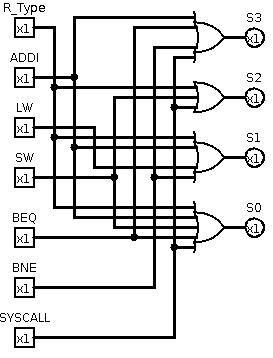 R_Type
x1
S3
x1
ADDI
x1
S2
x1
LW
x1
S1
x1
SW
x1
S0
x1
BEQ
x1
BNE
x1
SYSCALL
x1